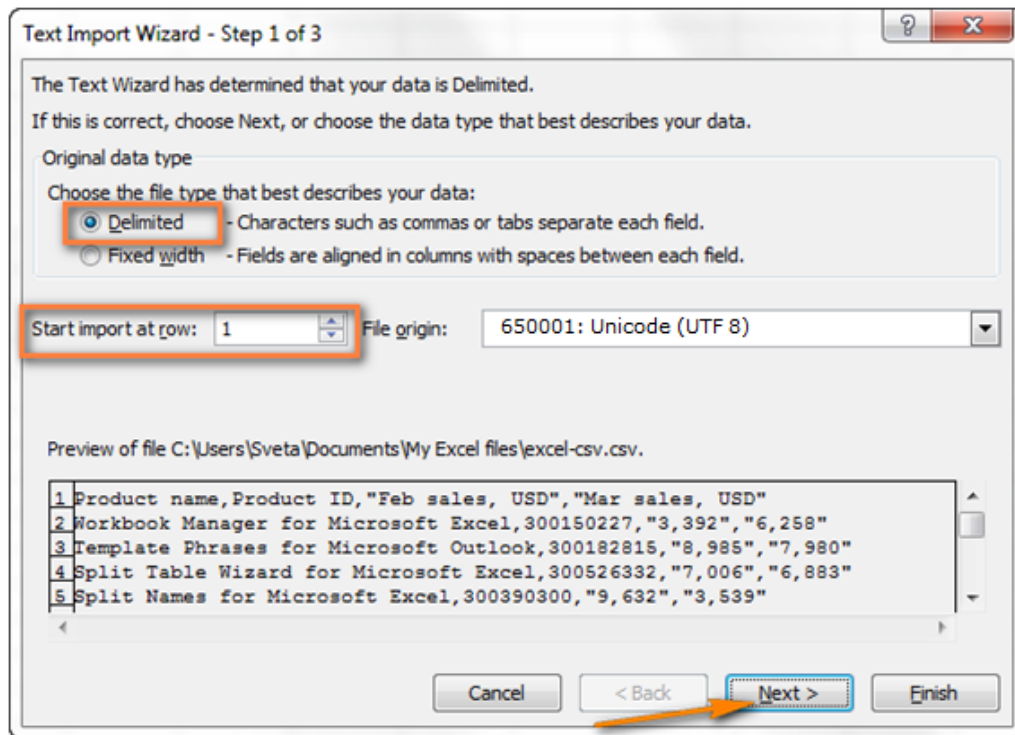 Text Import Wizard - Step 1 of 3
The Text Wizard has determined that your data is Delimited.
If this is correct, choose Next, or choose the data type that best describes your data.
Original data type
Choose the file type that best describes your data:
Delimited - Characters such as commas or tabs separate each field.
Fixed width - Fields are aligned in columns with spaces between each field.
Start import at row: 1 File origin: 650001: Unicode (UTF 8)
Preview of file C:\Users\Sveta\Documents\My Excel files\excel-csv.csv.
1 Product name,Product ID,"Feb sales, USD","Mar sales, USD"
2 Workbook Manager for Microsoft Excel,300150227,"3,392","6,258"
3 Template Phrases for Microsoft Outlook,300182815,"8,985","7,980"
4 Split Table Wizard for Microsoft Excel,300526332,"7,006","6,883"
5 Split Names for Microsoft Excel,300390300,"9,632","3,539"
Cancel < Back Next > Finish